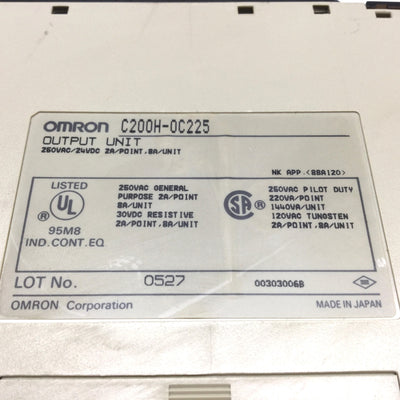 OMRON C200H-OC225
OUTPUT UNIT
250VAC/24VDC 2A/POINT, 8A/UNIT
NK APP. <88A120>
LISTED
UL
®
95M8
IND. CONT. EQ
250VAC GENERAL
PURPOSE 2A/POINT
8A/UNIT
30VDC RESISTIVE
2A/POINT, 8A/UNIT
SA
®
250VAC PILOT DUTY
220VA/POINT
1440VA/UNIT
120VAC TUNGSTEN
2A/POINT, 8A/UNIT
LOT No. 0527 00303006B
OMRON Corporation MADE IN JAPAN